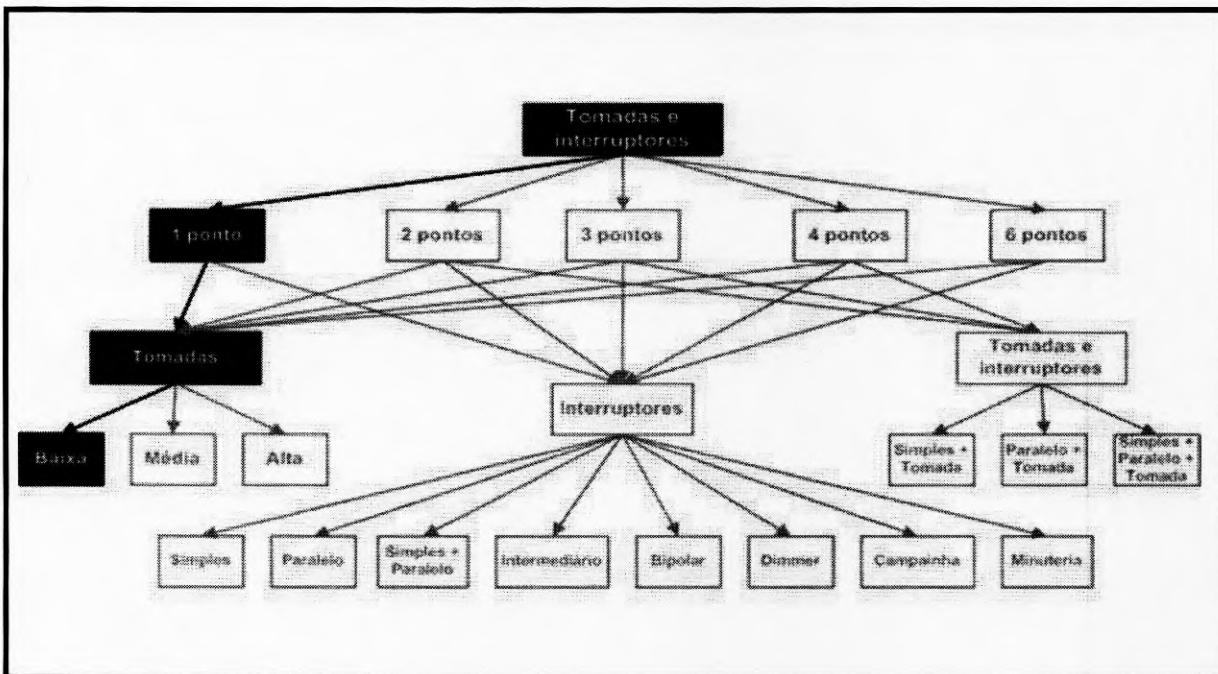 Tomadas e
interruptores
1 ponto
2 pontos
3 pontos
4 pontos
6 pontos
Tomadas
Interruptores
Tomadas e
interruptores
Baixa
Média
Alta
Simples +
Tomada
Paralelo +
Tomada
Simples +
Paralelo +
Tomada
Simples
Paralelo
Simples +
Paralelo
Intermediário
Bipolar
Dimmer
Campainha
Minuteria